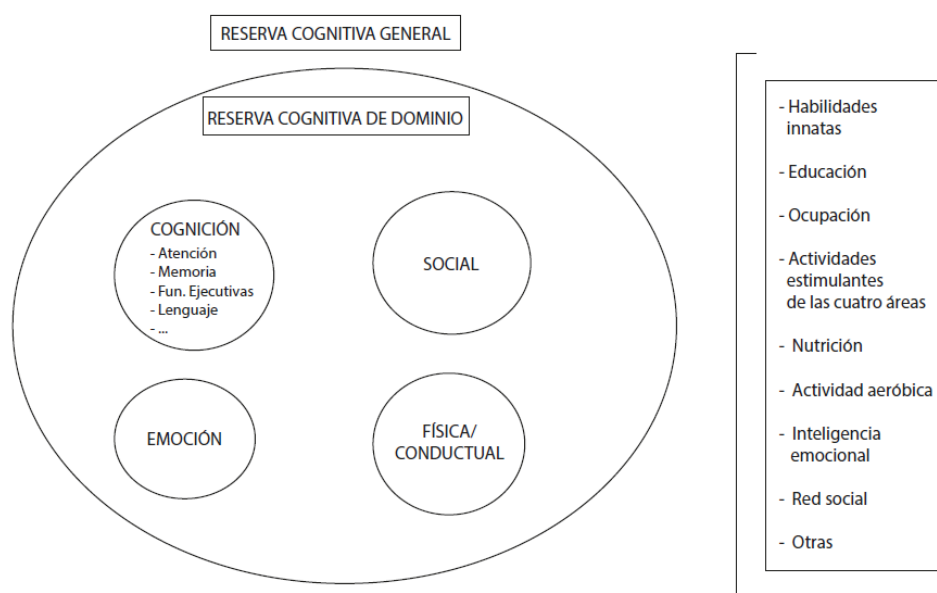 RESERVA COGNITIVA GENERAL
RESERVA COGNITIVA DE DOMINIO
COGNICIÓN
- Atención
- Memoria
- Fun. Ejecutivas
- Lenguaje
- ...
SOCIAL
EMOCIÓN
FÍSICA/
CONDUCTUAL
- Habilidades
innatas
- Educación
- Ocupación
- Actividades
estimulantes
de las cuatro áreas
- Nutrición
- Actividad aeróbica
- Inteligencia
emocional
- Red social
- Otras